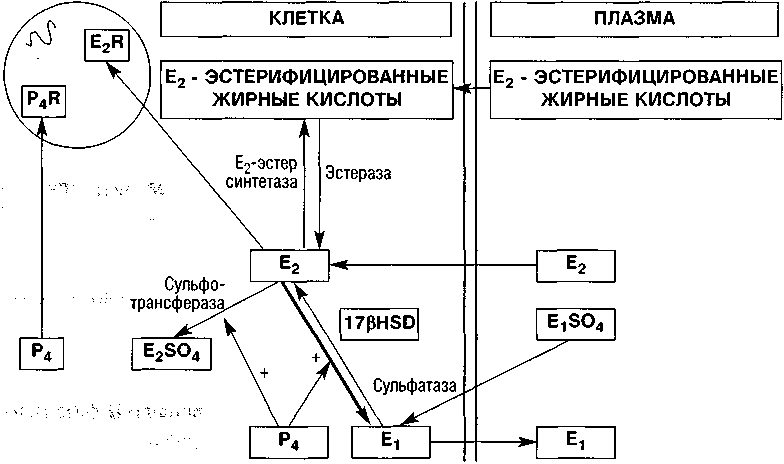 КЛЕТКА
ПЛАЗМА
E₂R
P₄R
E₂ - ЭСТЕРИФИЦИРОВАННЫЕ
ЖИРНЫЕ КИСЛОТЫ
E₂ - ЭСТЕРИФИЦИРОВАННЫЕ
ЖИРНЫЕ КИСЛОТЫ
E₂-эстер
синтетаза
Эстераза
E₂
E₂
Сульфо-
трансфераза
17βHSD
E₁SO₄
P₄
E₂SO₄
+
+
Сульфатаза
P₄
E₁
E₁